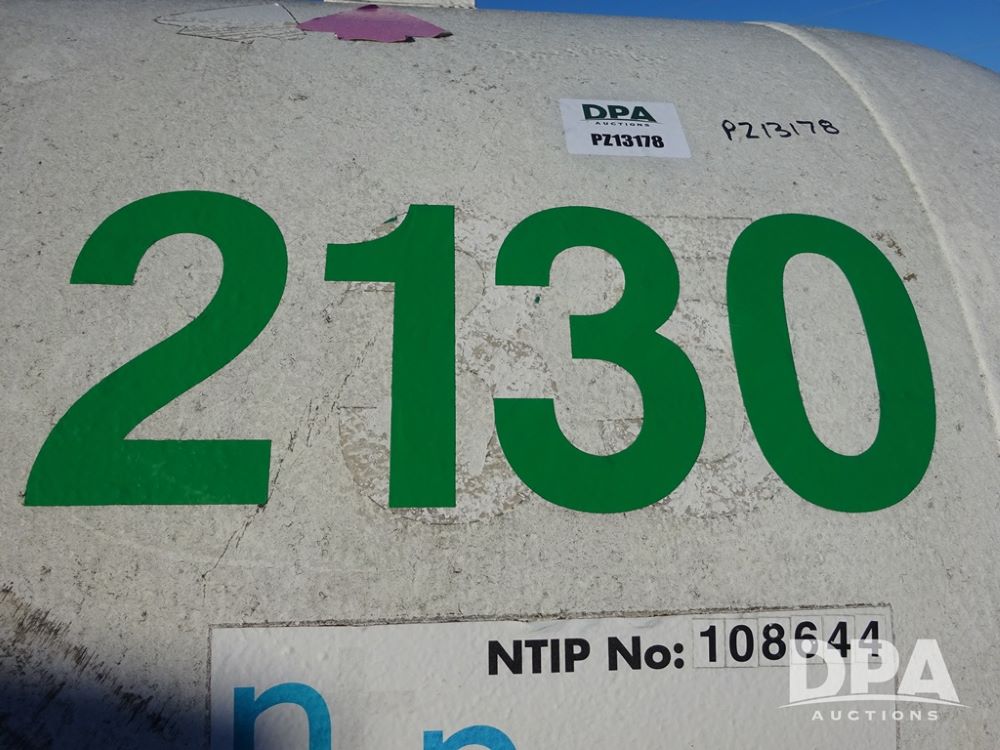 DPA
AUCTIONS
PZ13178
PZ13178
2130
NTIP No: 108644
n n
DPA
AUCTIONS